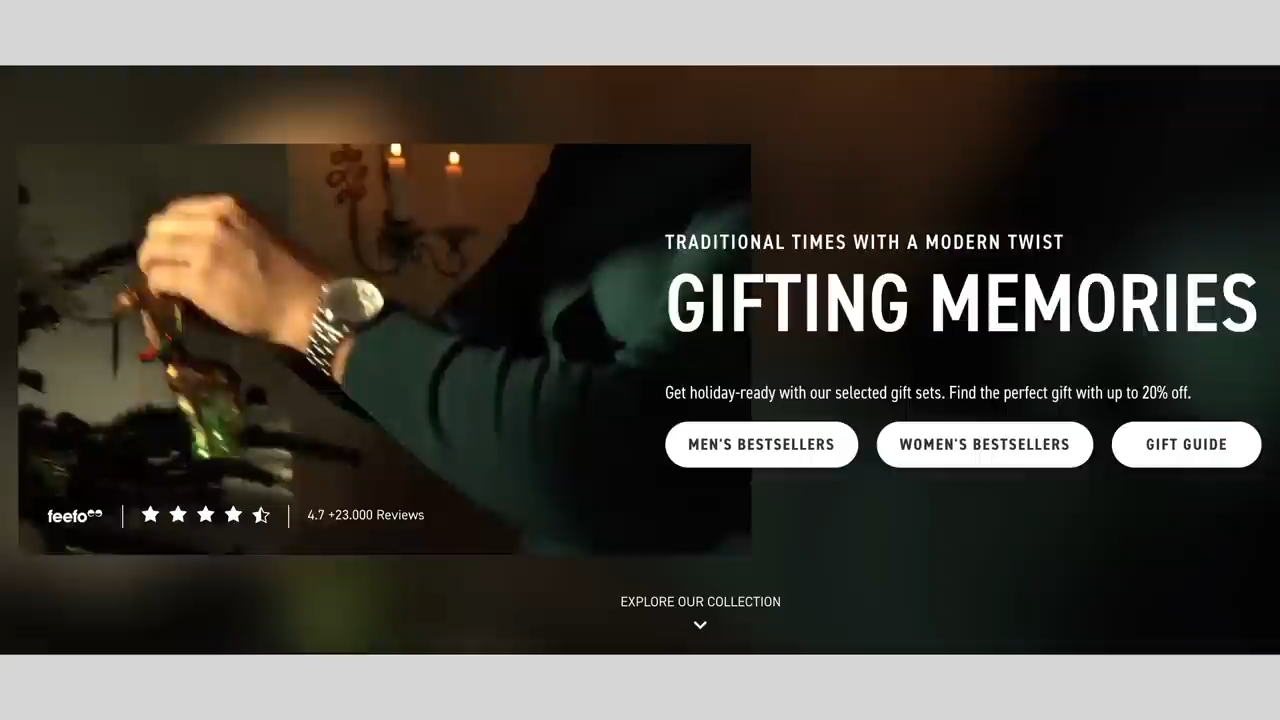 TRADITIONAL TIMES WITH A MODERN TWIST
GIFTING MEMORIES
Get holiday-ready with our selected gift sets. Find the perfect gift with up to 20% off.
MEN'S BESTSELLERS
WOMEN'S BESTSELLERS
GIFT GUIDE
feefo
4.7 +23.000 Reviews
EXPLORE OUR COLLECTION